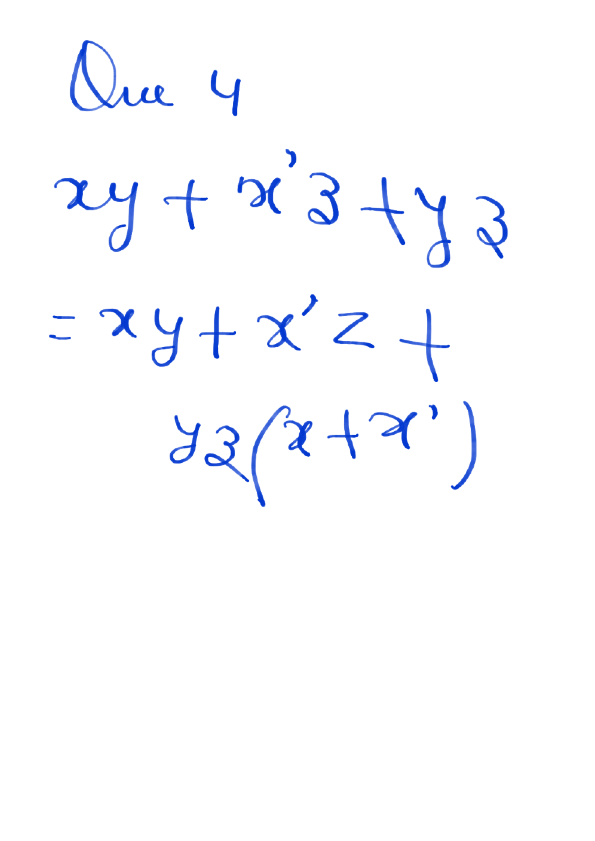 Que 4
xy + x'z + yz
= xy + x'z +
yz(x + x')